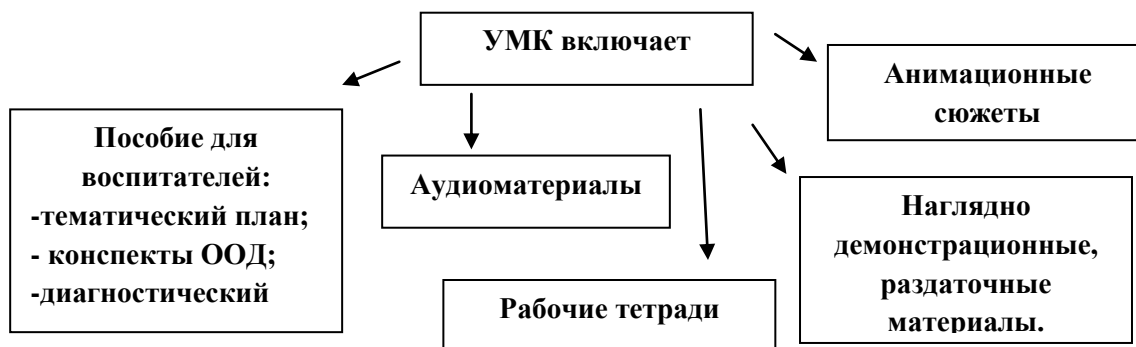 УМК включает
Анимационные
сюжеты
Пособие для
воспитателей:
-тематический план;
- конспекты ООД;
-диагностический
Аудиоматериалы
Наглядно
демонстрационные,
раздаточные
материалы.
Рабочие тетради